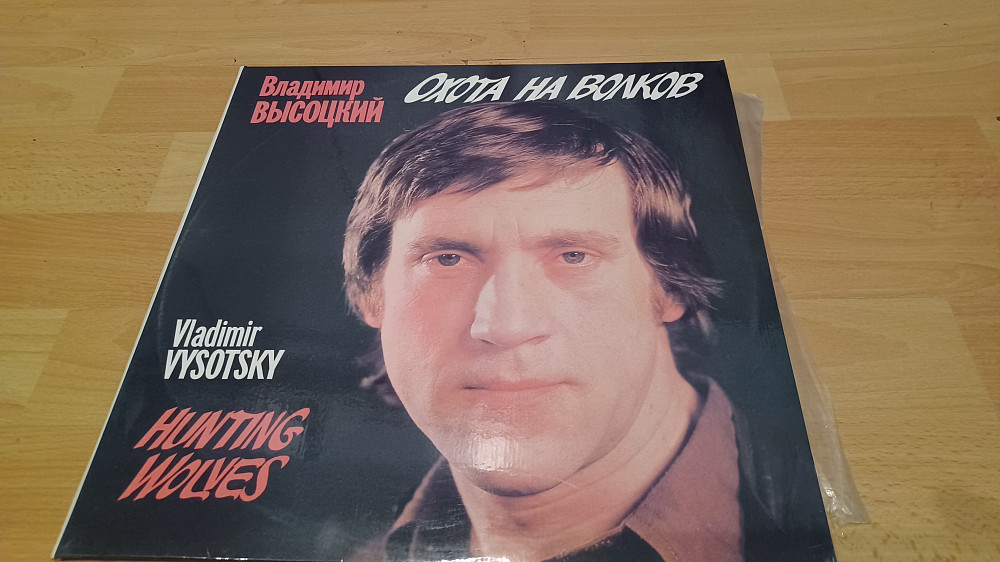 Владимир
ВЫСОЦКИЙ
ОХОТА НА ВОЛКОВ
Vladimir
VYSOTSKY
HUNTING
WOLVES